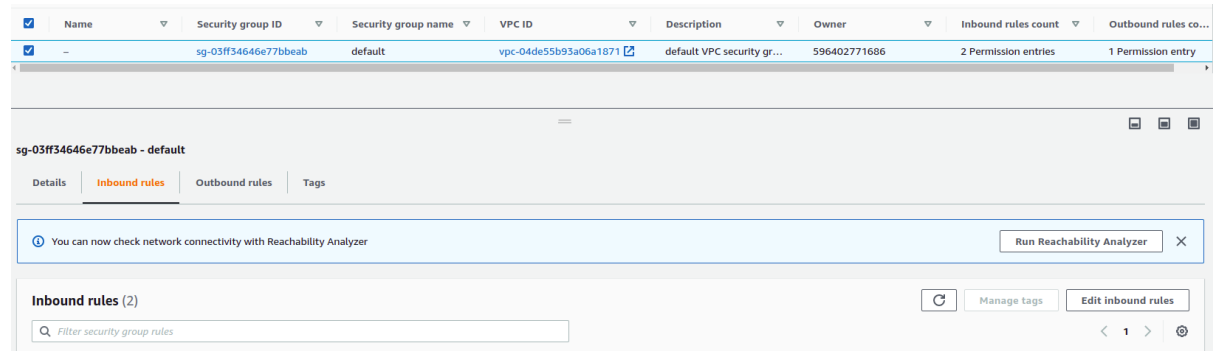 Name Security group ID Security group name VPC ID Description Owner Inbound rules count Outbound rules co...
– sg-03ff34646e77bbeab default vpc-04de55b93a06a1871 default VPC security gr... 596402771686 2 Permission entries 1 Permission entry
sg-03ff34646e77bbeab - default
Details Inbound rules Outbound rules Tags
You can now check network connectivity with Reachability Analyzer Run Reachability Analyzer
Inbound rules (2) Manage tags Edit inbound rules
Filter security group rules 1